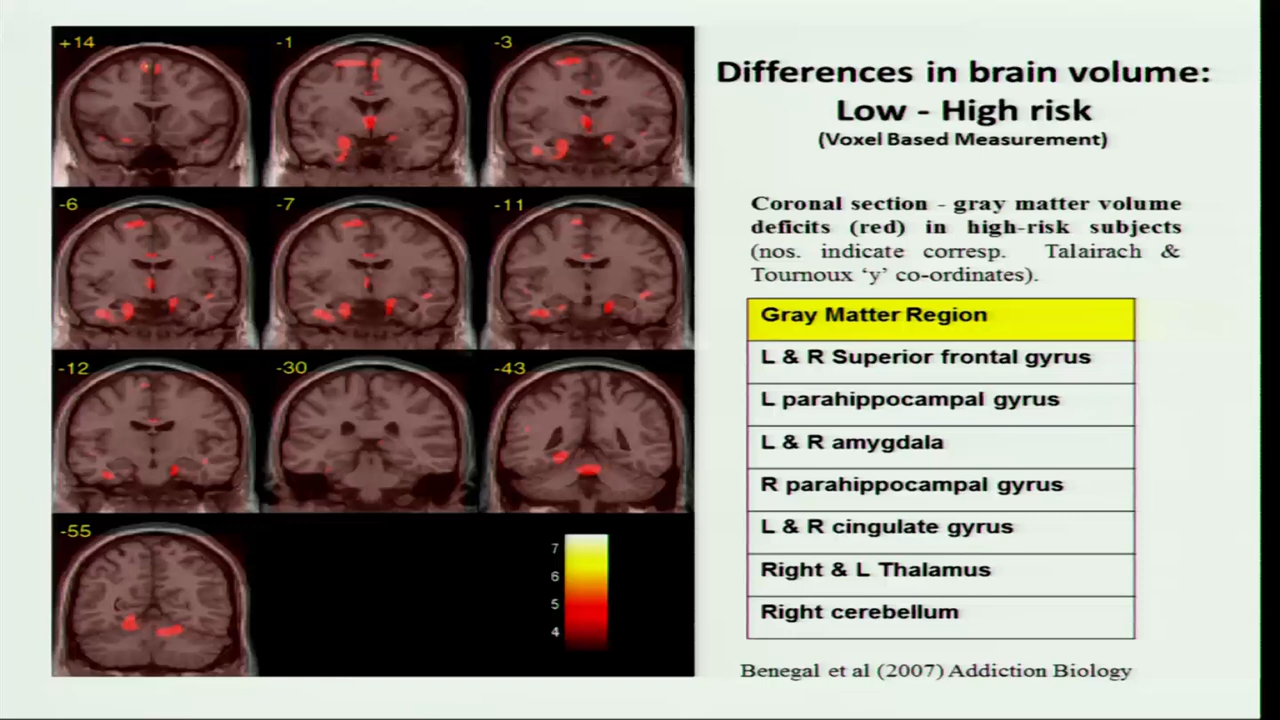 +14
-1
-3
-6
-7
-11
-12
-30
-43
-55
7
6
5
4
Differences in brain volume:
Low - High risk
(Voxel Based Measurement)
Coronal section - gray matter volume
deficits (red) in high-risk subjects
(nos. indicate corresp. Talairach &
Tournoux ‘y’ co-ordinates).
Gray Matter Region
L & R Superior frontal gyrus
L parahippocampal gyrus
L & R amygdala
R parahippocampal gyrus
L & R cingulate gyrus
Right & L Thalamus
Right cerebellum
Benegal et al (2007) Addiction Biology